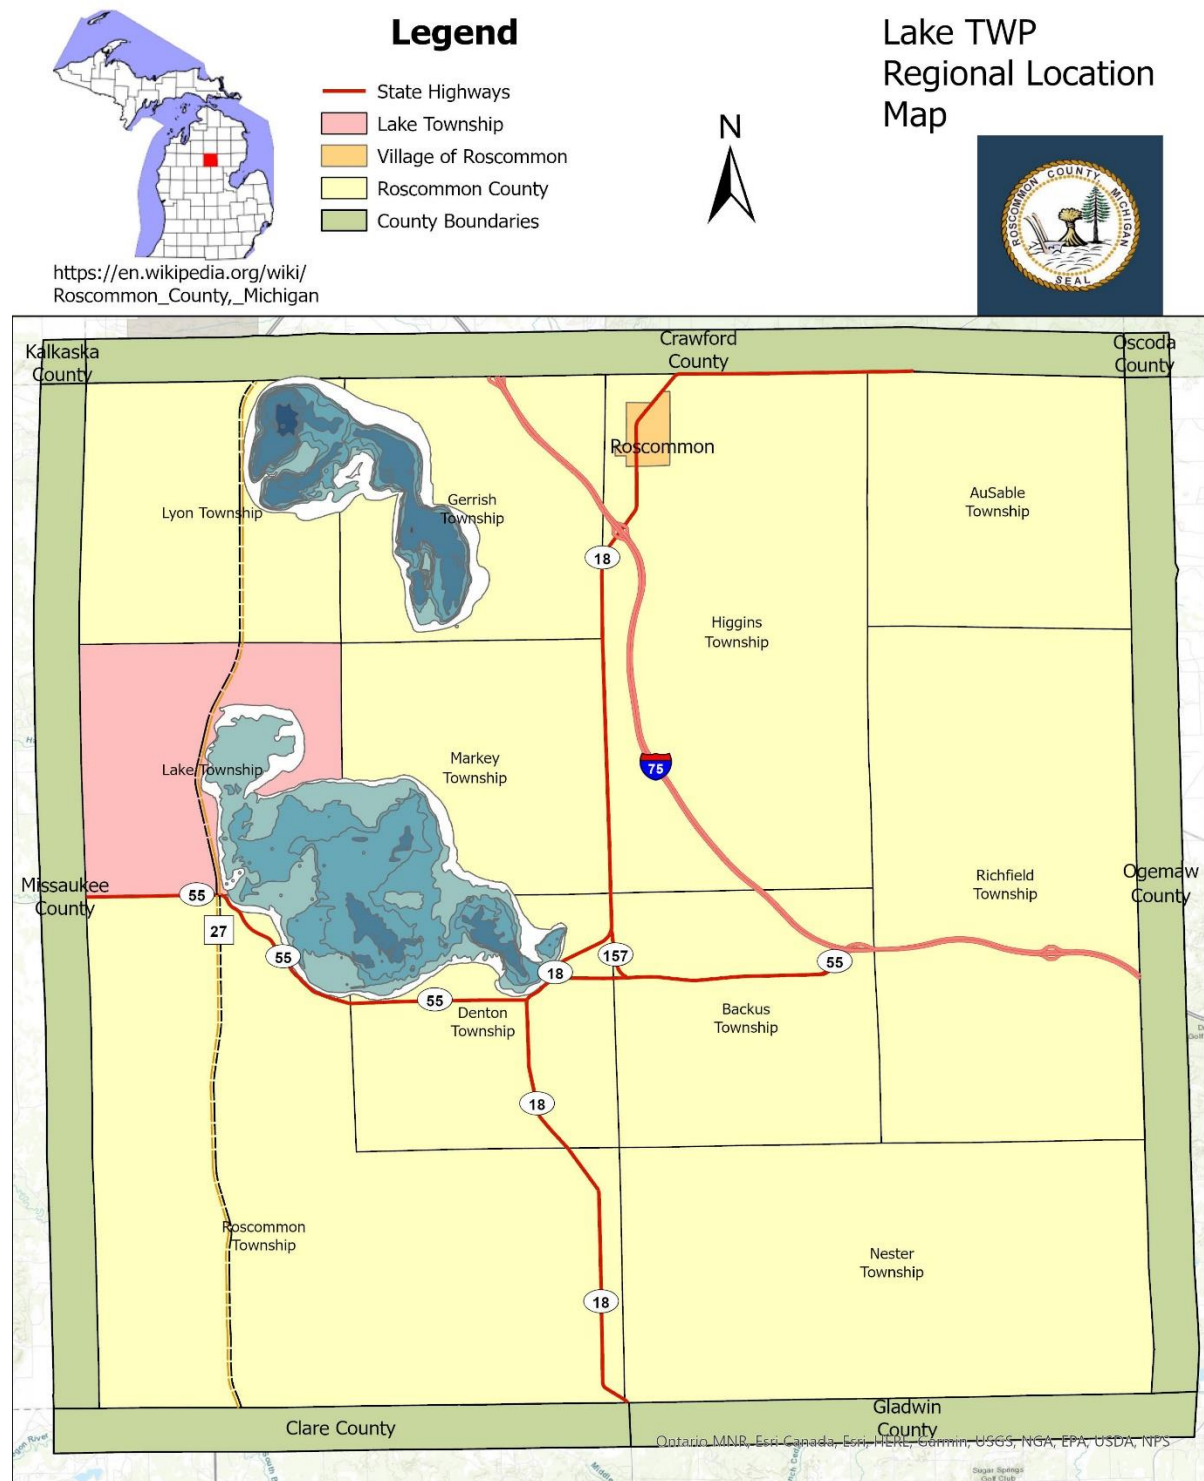 Legend
State Highways
Lake Township
Village of Roscommon
Roscommon County
County Boundaries
https://en.wikipedia.org/wiki/
Roscommon_County,_Michigan
N
Lake TWP
Regional Location
Map
ROSCOMMON COUNTY, MICHIGAN
SEAL
Kalkaska
County
Crawford
County
Oscoda
County
Roscommon
Lyon Township
Gerrish
Township
AuSable
Township
18
Higgins
Township
Lake Township
Markey
Township
75
Missaukee
County
55
27
Richfield
Township
Ogemaw
County
55
157
18
55
55
Denton
Township
Backus
Township
18
Roscommon
Township
Nester
Township
18
Clare County
Gladwin
County
Ontario MNR, Esri Canada, Esri, HERE, Garmin, USGS, NGA, EPA, USDA, NPS
Sugar Springs
Golf Club